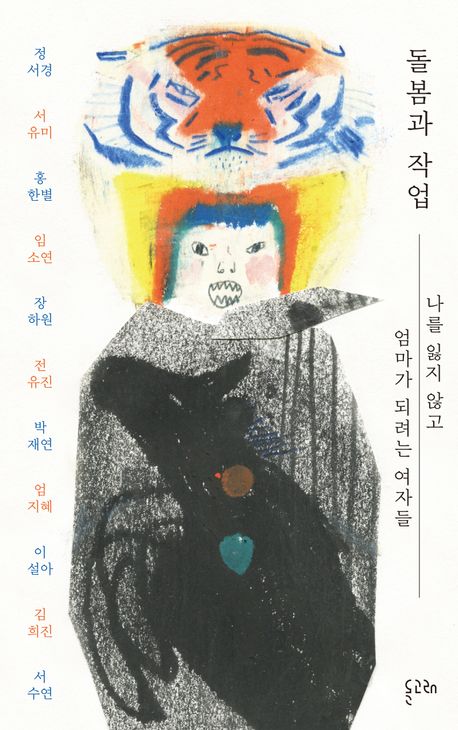 돌봄과 작업
나를 잃지 않고
엄마가 되려는 여자들
정
서경
서
유미
홍
한별
임
소연
장
하원
전
유진
박
재연
엄
지혜
이
설아
김
희진
서
수연
돌고래